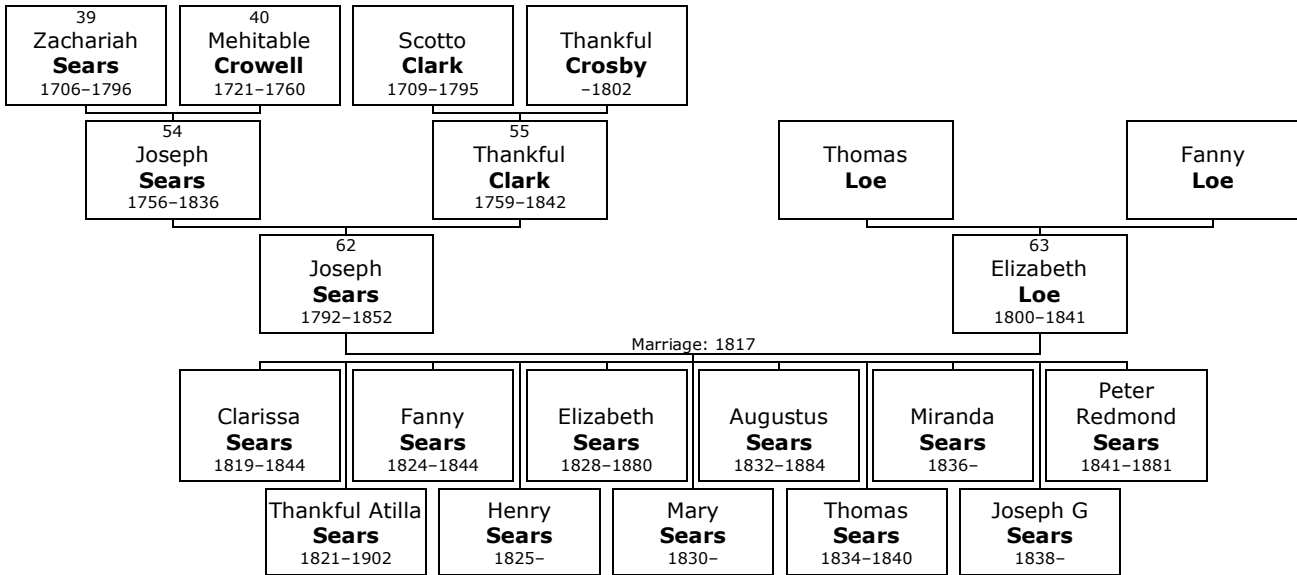 39
Zachariah
Sears
1706–1796
40
Mehitable
Crowell
1721–1760
Scotto
Clark
1709–1795
Thankful
Crosby
–1802
54
Joseph
Sears
1756–1836
55
Thankful
Clark
1759–1842
Thomas
Loe
Fanny
Loe
62
Joseph
Sears
1792–1852
63
Elizabeth
Loe
1800–1841
Marriage: 1817
Clarissa
Sears
1819–1844
Fanny
Sears
1824–1844
Elizabeth
Sears
1828–1880
Augustus
Sears
1832–1884
Miranda
Sears
1836–
Peter
Redmond
Sears
1841–1881
Thankful Atilla
Sears
1821–1902
Henry
Sears
1825–
Mary
Sears
1830–
Thomas
Sears
1834–1840
Joseph G
Sears
1838–